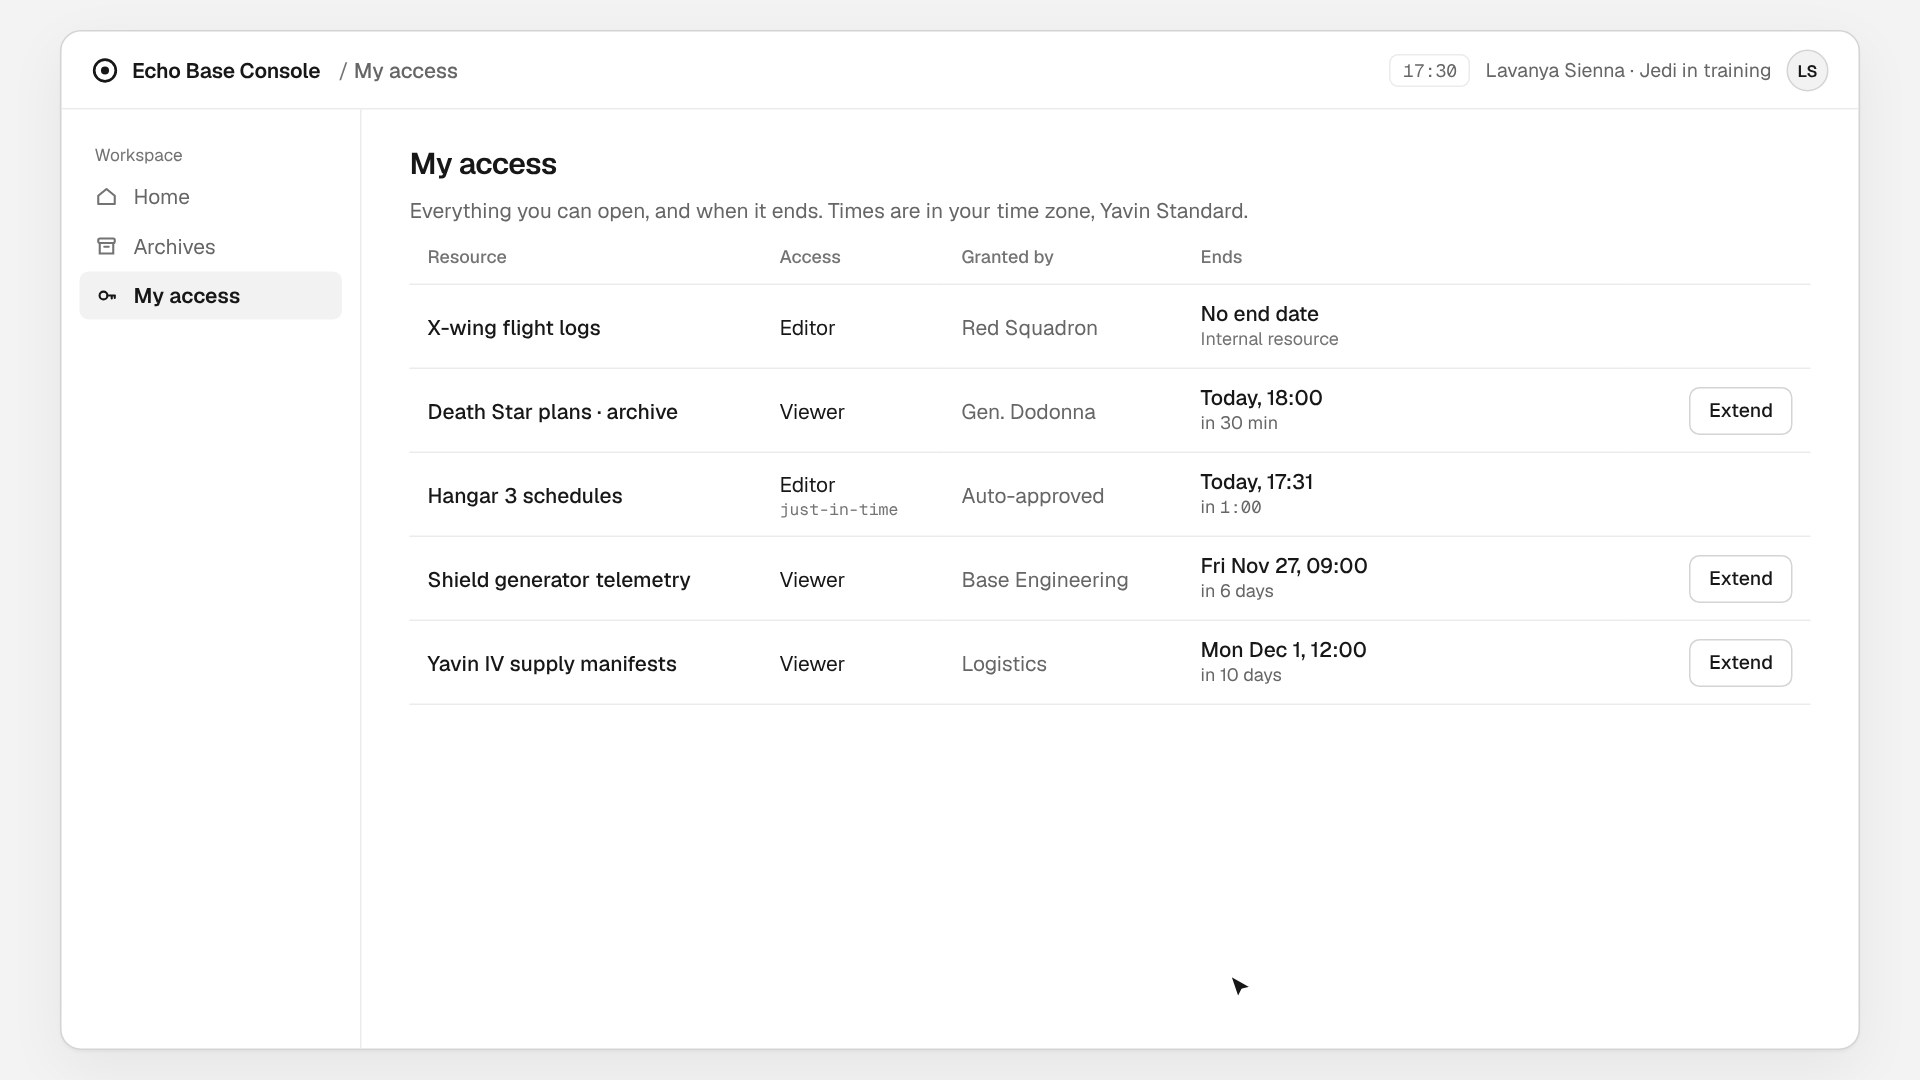 Echo Base Console / My access
17:30
Lavanya Sienna · Jedi in training
LS
Workspace
Home
Archives
My access
My access
Everything you can open, and when it ends. Times are in your time zone, Yavin Standard.
Resource Access Granted by Ends
X-wing flight logs Editor Red Squadron No end date
Internal resource
Death Star plans · archive Viewer Gen. Dodonna Today, 18:00
in 30 min
Extend
Hangar 3 schedules Editor
just-in-time
Auto-approved Today, 17:31
in 1:00
Shield generator telemetry Viewer Base Engineering Fri Nov 27, 09:00
in 6 days
Extend
Yavin IV supply manifests Viewer Logistics Mon Dec 1, 12:00
in 10 days
Extend